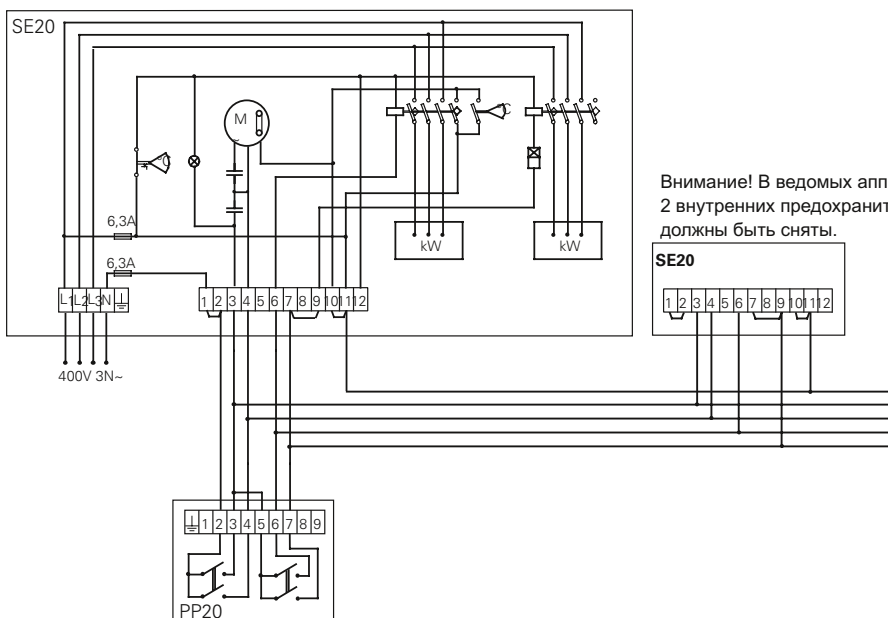 SE20
M
6,3A
6,3A
kW
kW
L1 L2 L3 N
1 2 3 4 5 6 7 8 9 10 11 12
400V 3N~
Внимание! В ведомых
2 внутренних
должны быть сняты.
SE20
1 2 3 4 5 6 7 8 9 10 11 12
1 2 3 4 5 6 7 8 9
PP20